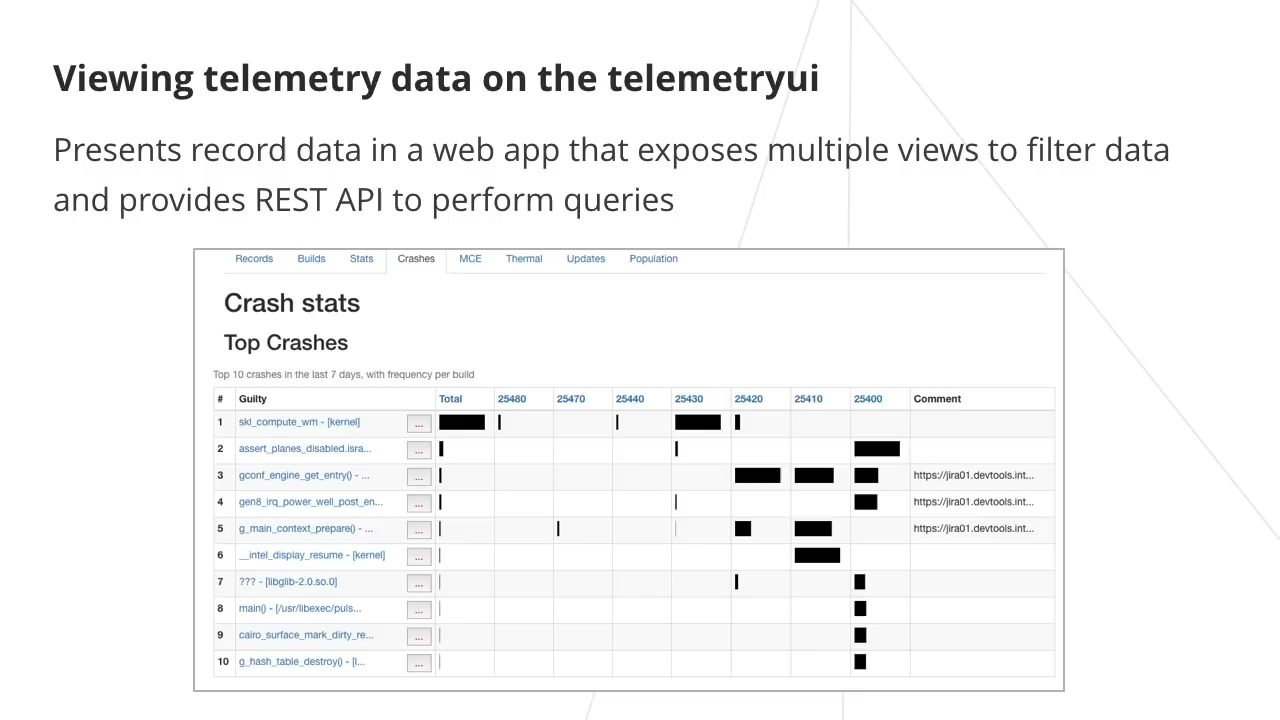 Viewing telemetry data on the telemetryui
Presents record data in a web app that exposes multiple views to filter data
and provides REST API to perform queries
Records Builds Stats Crashes MCE Thermal Updates Population
Crash stats
Top Crashes
Top 10 crashes in the last 7 days, with frequency per build
# Guilty Total 25480 25470 25440 25430 25420 25410 25400 Comment
1 skl_compute_wm - [kernel] ...
2 assert_planes_disabled.isra... ...
3 gconf_engine_get_entry() - ... ... https://jira01.devtools.int...
4 gen8_irq_power_well_post_en... ... https://jira01.devtools.int...
5 g_main_context_prepare() - ... ... https://jira01.devtools.int...
6 __intel_display_resume - [kernel] ...
7 ??? - [libglib-2.0.so.0] ...
8 main() - [/usr/libexec/puls... ...
9 cairo_surface_mark_dirty_re... ...
10 g_hash_table_destroy() - [l... ...